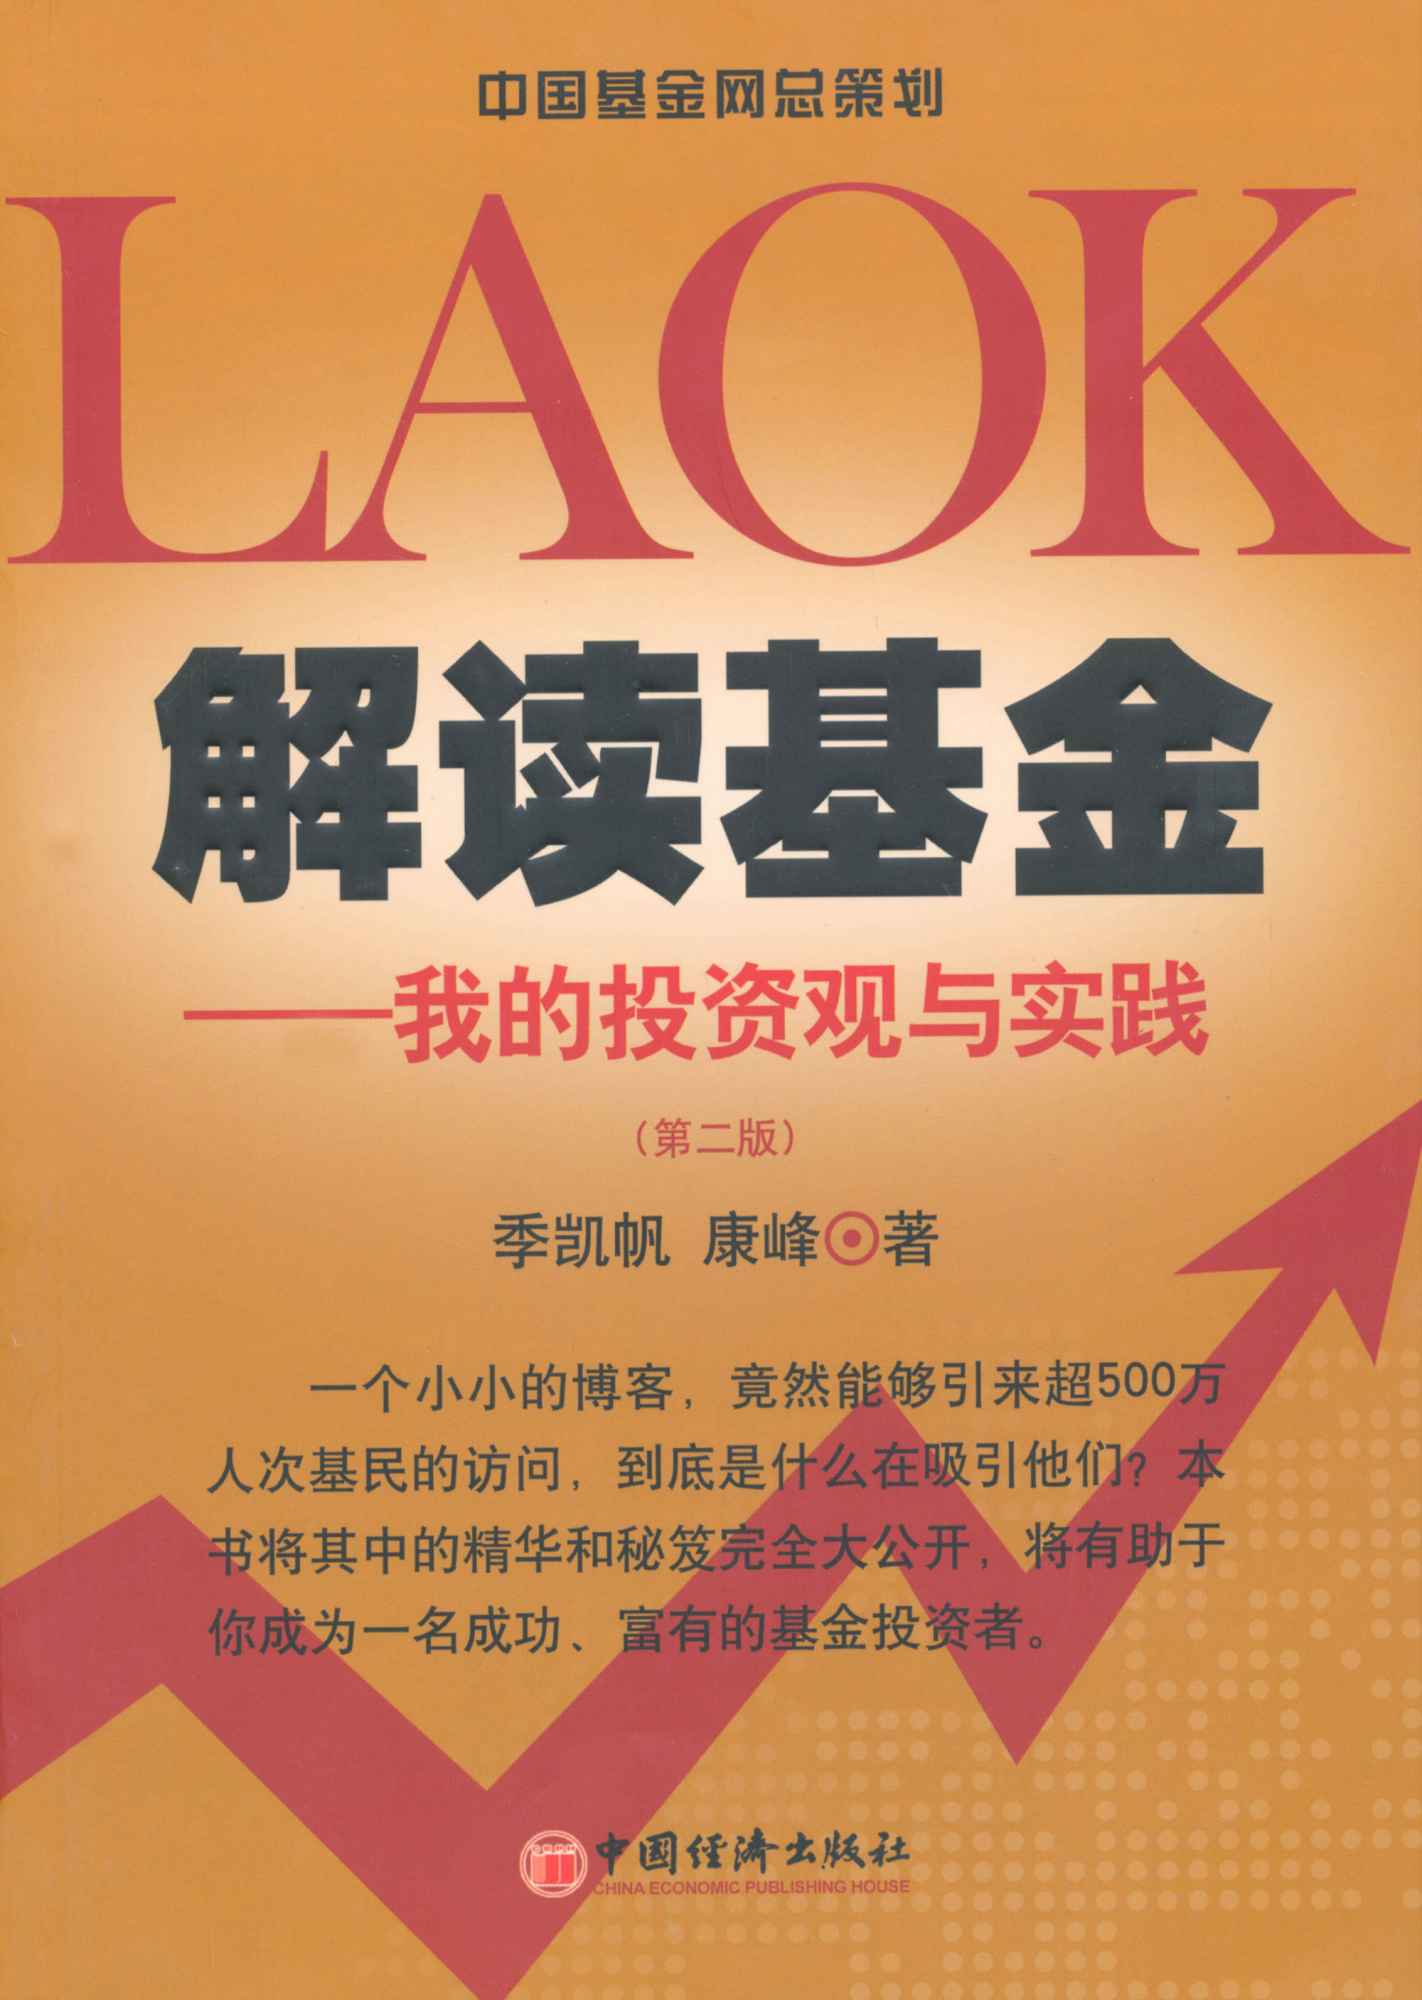 中国基金网总策划
LAOK
解读基金
——我的投资观与实践
（第二版）
季凯帆 康峰⊙著
一个小小的博客，竟然能够引来超500万
人次基民的访问，到底是什么在吸引他们？本
书将其中的精华和秘笈完全大公开，将有助于
你成为一名成功、富有的基金投资者。
中国经济出版社
CHINA ECONOMIC PUBLISHING HOUSE